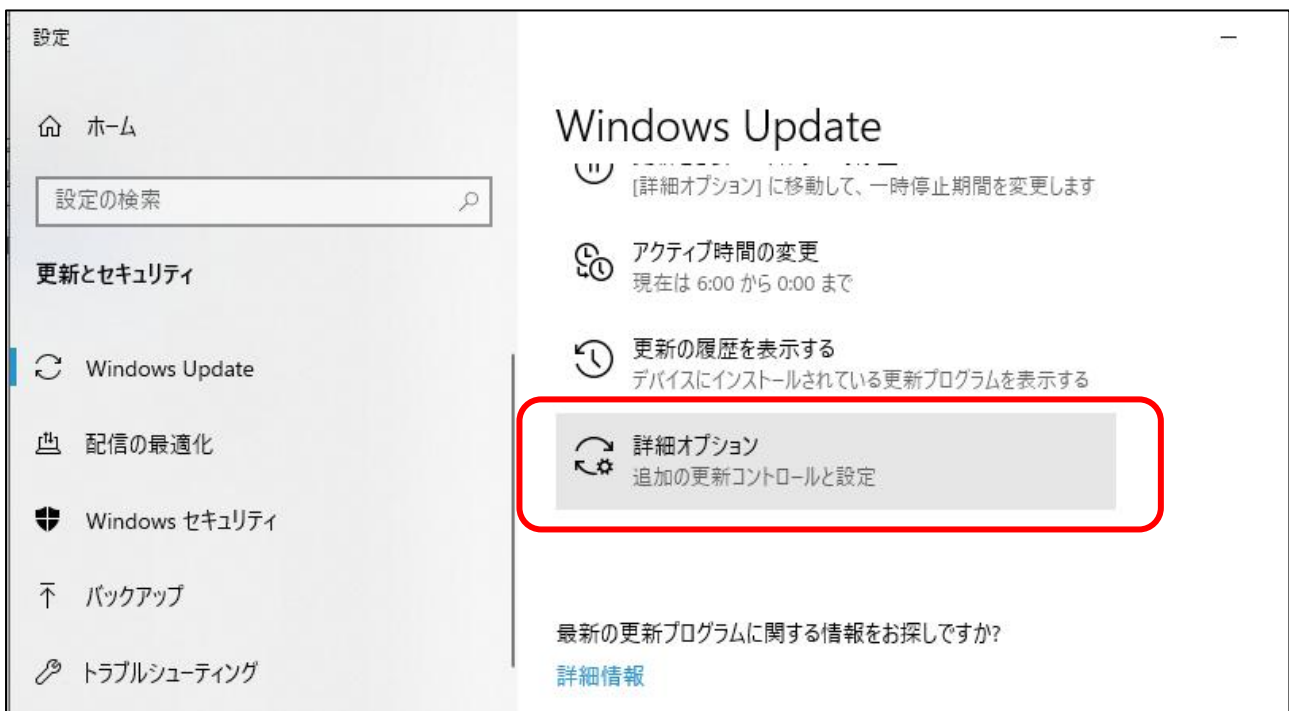 設定
ホーム
設定の検索
更新とセキュリティ
Windows Update
配信の最適化
Windows セキュリティ
バックアップ
トラブルシューティング
Windows Update
[詳細オプション] に移動して、一時停止期間を変更します
アクティブ時間の変更
現在は 6:00 から 0:00 まで
更新の履歴を表示する
デバイスにインストールされている更新プログラムを表示する
詳細オプション
追加の更新コントロールと設定
最新の更新プログラムに関する情報をお探しですか?
詳細情報